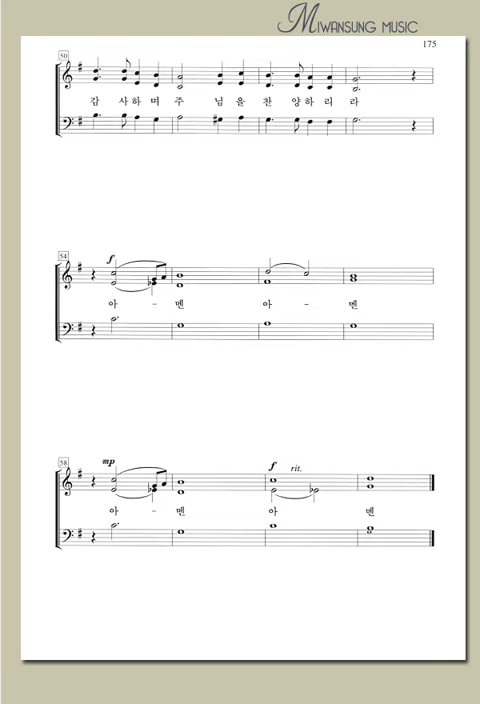 MIWANSUNG MUSIC
175
50
감 사하 며 주 님 을 찬 양하 리 라
54
f
아 - 멘 아 - 멘
58
mp f rit.
아 - 멘 아 멘